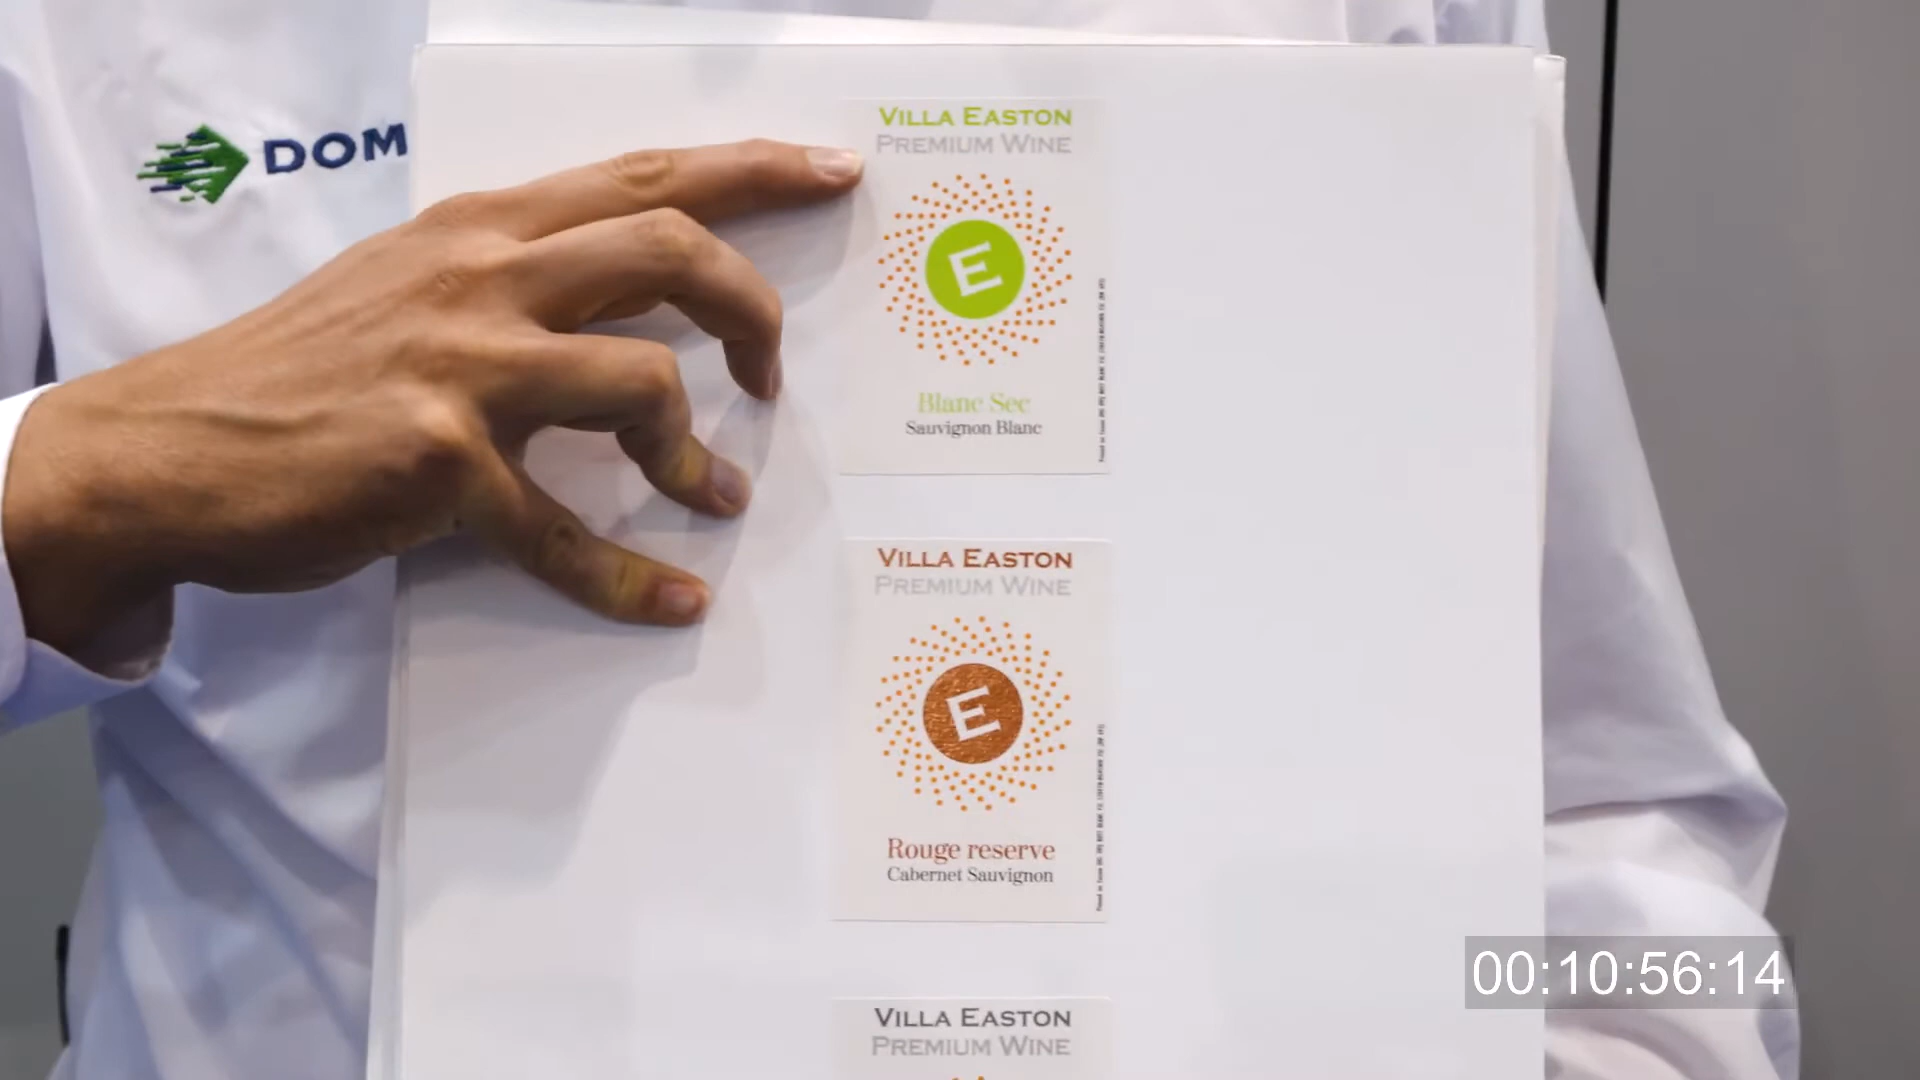 DOM
VILLA EASTON
PREMIUM WINE
E
Blanc Sec
Sauvignon Blanc
VILLA EASTON
PREMIUM WINE
E
Rouge reserve
Cabernet Sauvignon
VILLA EASTON
PREMIUM WINE
00:10:56:14